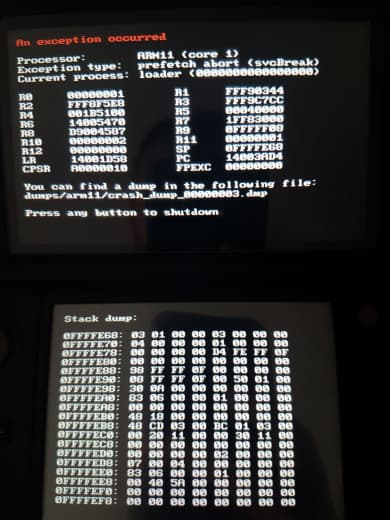 An exception occurred
Processor: ARM11 (core 1)
Exception type: prefetch abort (svcBreak)
Current process: loader (0000000000000000)
R0 00000001 R1 FFF90344
R2 FFF8F5E8 R3 FFF9C7CC
R4 001B5100 R5 00040000
R6 14005470 R7 1FF83000
R8 D9004587 R9 0FFFFF08
R10 00000002 R11 00000001
R12 00000000 SP 0FFFFE68
LR 14001D58 PC 14003AD4
CPSR A0000010 FPEXC 00000000
You can find a dump in the following file:
dumps/arm11/crash_dump_00000003.dmp
Press any button to shutdown
Stack dump:
0FFFFE68: 03 01 00 00 03 00 00 00
0FFFFE70: 04 00 00 00 01 00 00 00
0FFFFE78: 00 00 00 00 D4 FE FF 0F
0FFFFE80: 00 00 00 00 00 00 00 00
0FFFFE88: 98 FF FF 0F 00 00 00 00
0FFFFE90: 08 FF FF 0F 00 50 01 00
0FFFFE98: 30 0A 00 00 00 00 00 00
0FFFFEA0: 83 06 00 00 01 00 00 00
0FFFFEA8: 00 00 00 00 00 00 00 00
0FFFFEB0: 48 18 00 00 00 00 00 00
0FFFFEB8: 48 CD 03 00 BC 01 03 00
0FFFFEC0: 00 20 11 00 00 30 11 00
0FFFFEC8: 00 00 00 00 00 00 00 00
0FFFFED0: 00 00 00 00 02 00 00 00
0FFFFED8: 07 00 04 00 00 00 00 00
0FFFFEE0: 83 06 00 00 01 00 00 00
0FFFFEE8: 00 40 5A 00 00 00 00 00
0FFFFEF0: 00 00 00 00 00 00 00 00
0FFFFEF8: 00 00 00 00 00 00 00 00